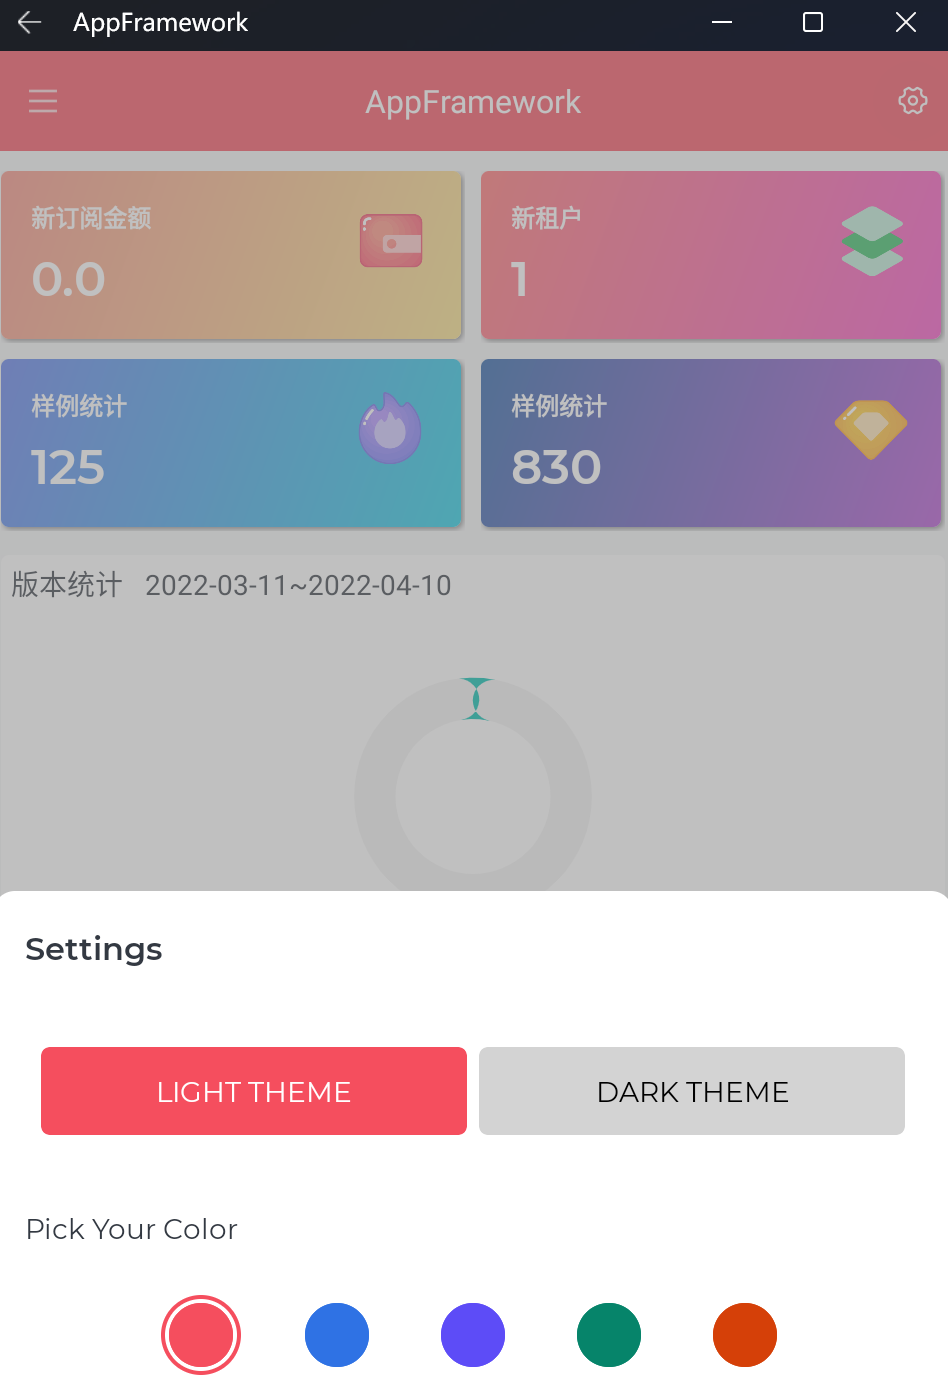 AppFramework
AppFramework
新订阅金额
0.0
新租户
1
样例统计
125
样例统计
830
版本统计 2022-03-11~2022-04-10
Settings
LIGHT THEME
DARK THEME
Pick Your Color